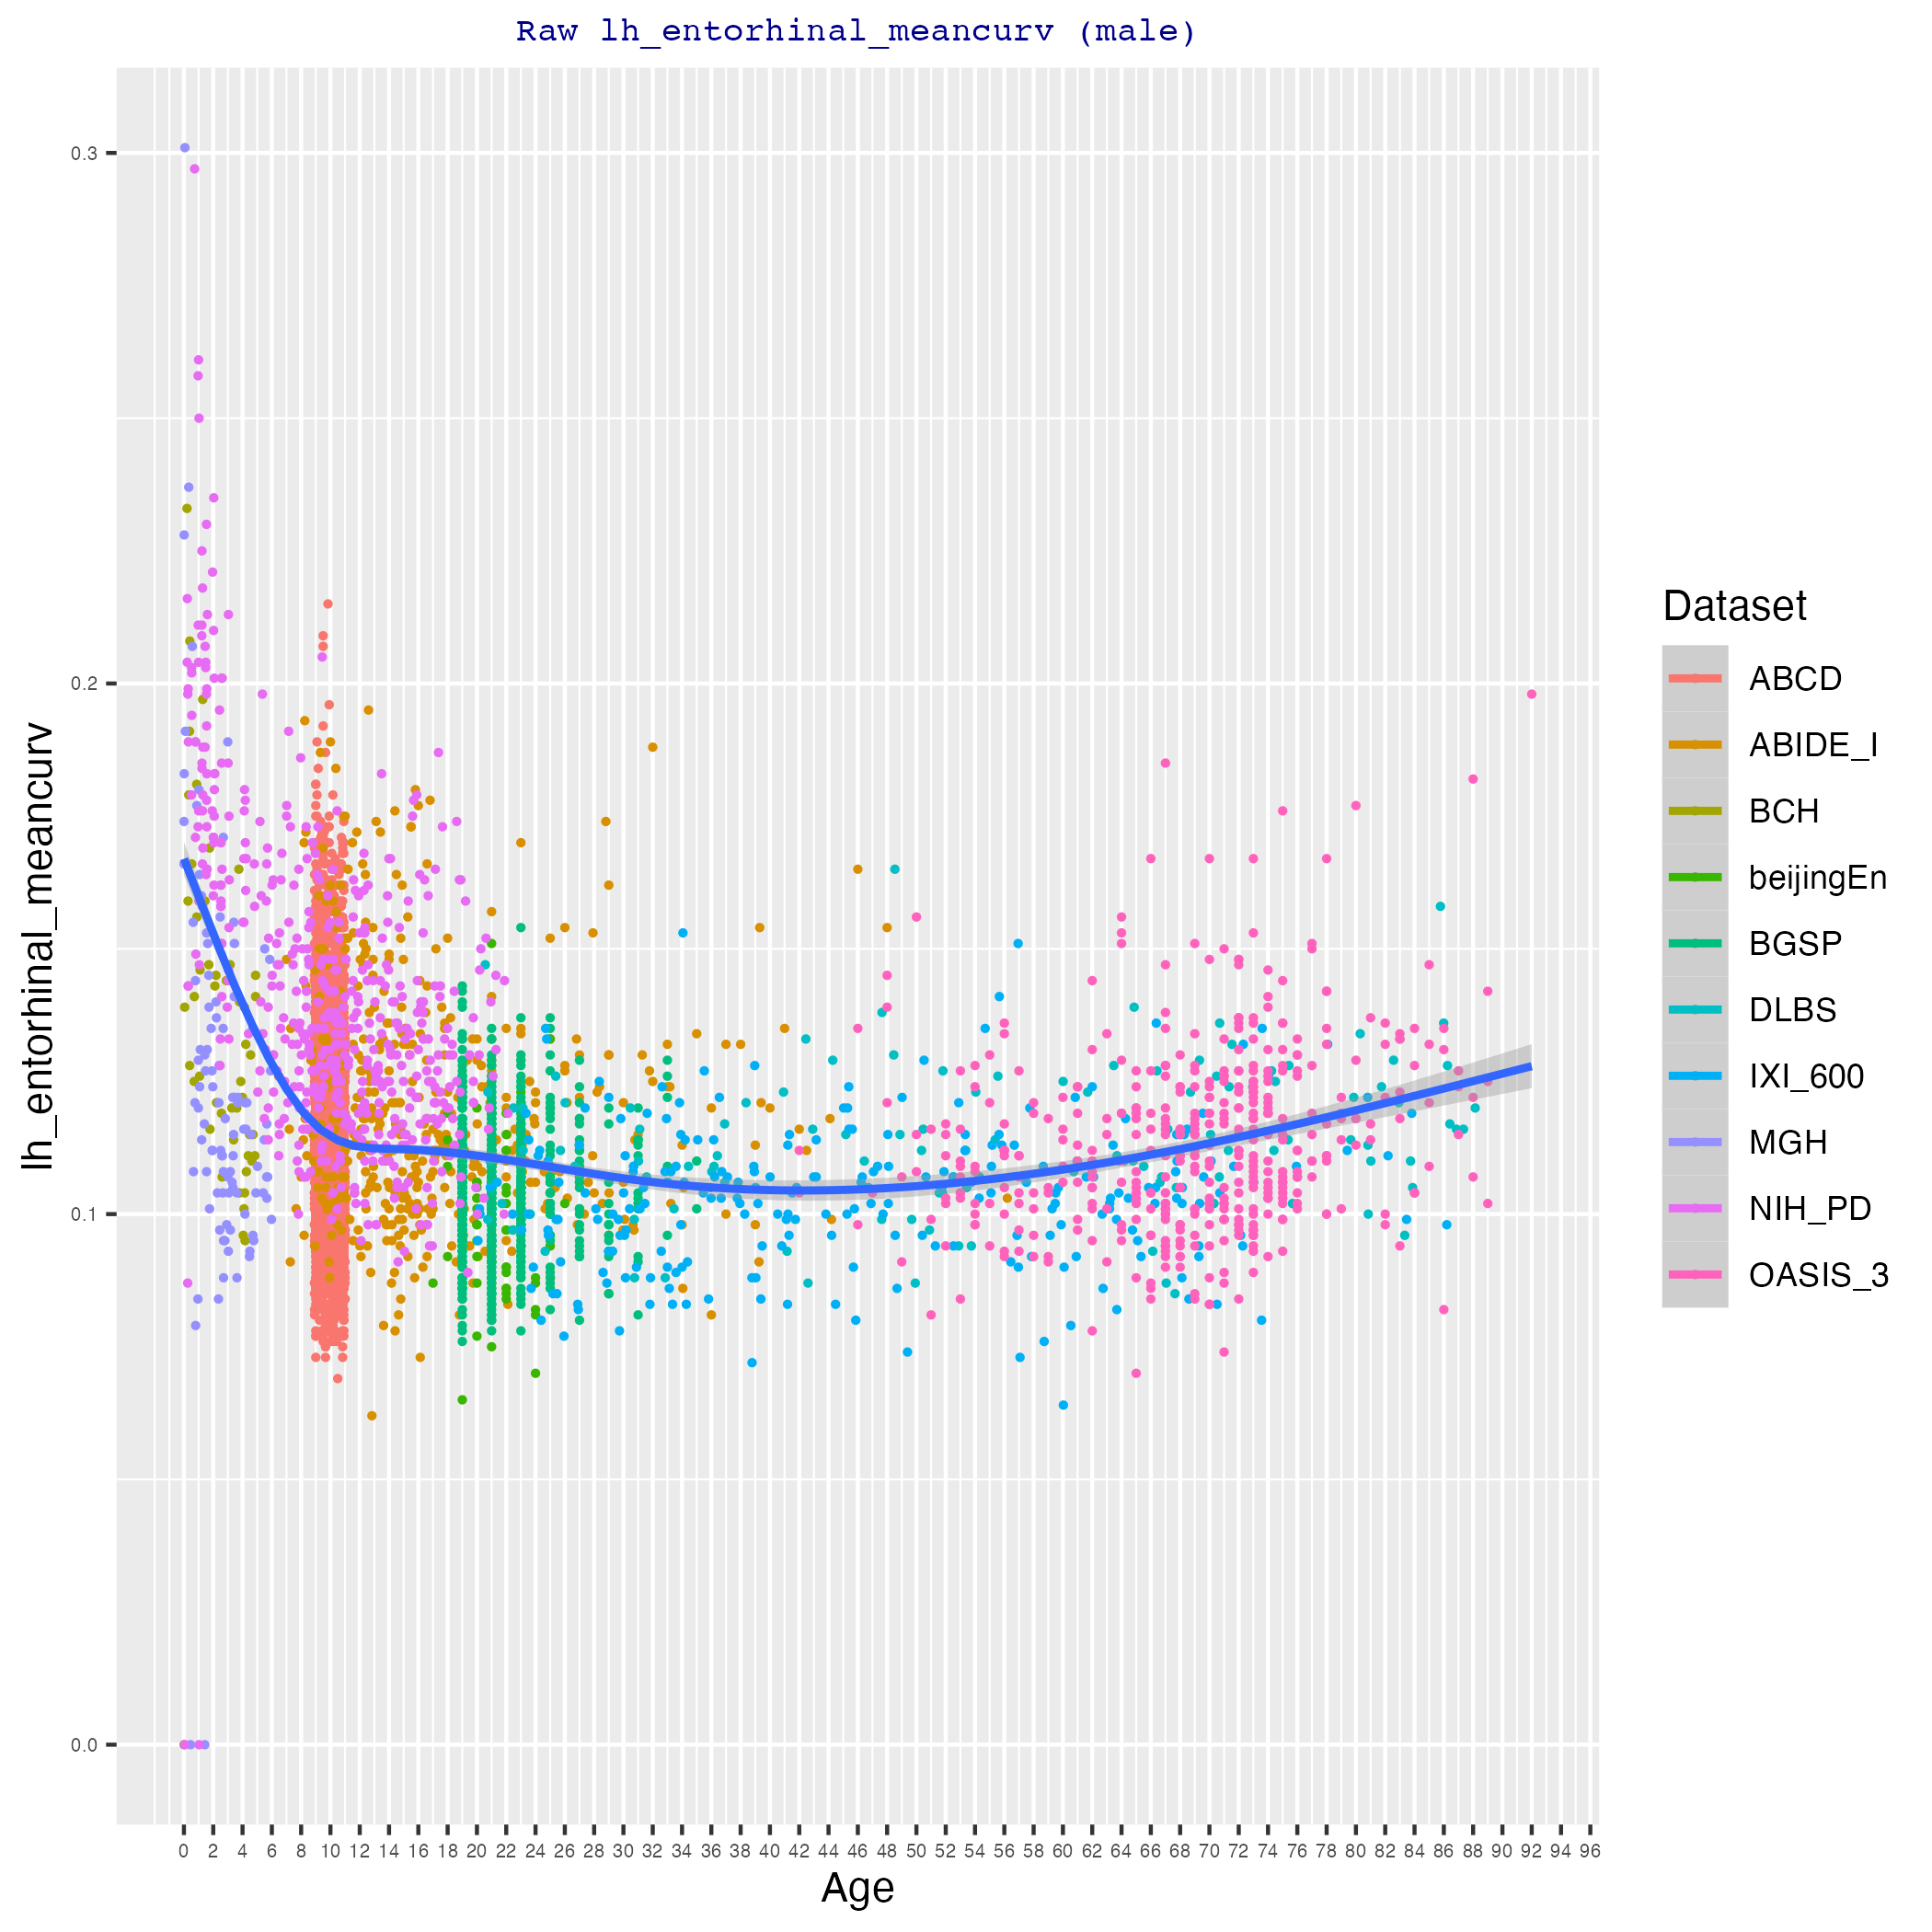 Raw lh_entorhinal_meancurv (male)
lh_entorhinal_meancurv
0.3
0.2
0.1
0.0
0 2 4 6 8 10 12 14 16 18 20 22 24 26 28 30 32 34 36 38 40 42 44 46 48 50 52 54 56 58 60 62 64 66 68 70 72 74 76 78 80 82 84 86 88 90 92 94 96
Age
Dataset
ABCD
ABIDE_I
BCH
beijingEn
BGSP
DLBS
IXI_600
MGH
NIH_PD
OASIS_3